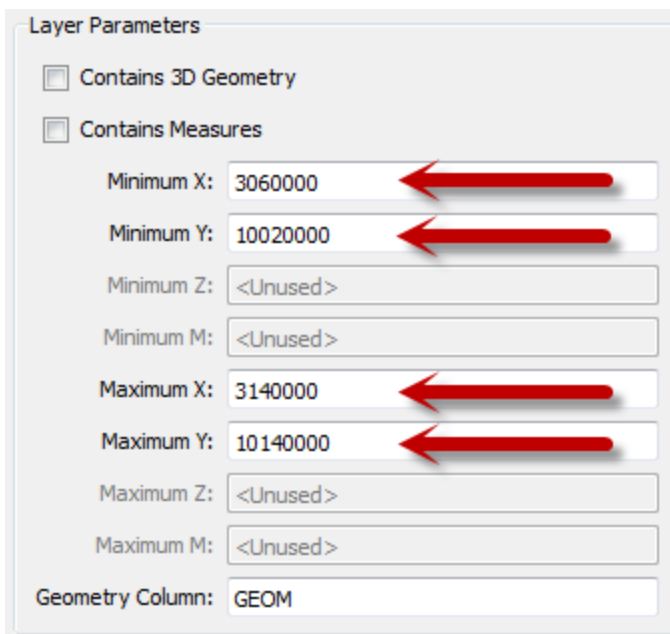 Layer Parameters
Contains 3D Geometry
Contains Measures
Minimum X: 3060000
Minimum Y: 10020000
Minimum Z: <Unused>
Minimum M: <Unused>
Maximum X: 3140000
Maximum Y: 10140000
Maximum Z: <Unused>
Maximum M: <Unused>
Geometry Column: GEOM